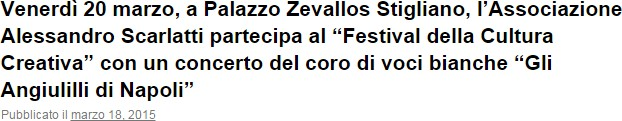 Venerdì 20 marzo, a Palazzo Zevallos Stigliano, l’Associazione
Alessandro Scarlatti partecipa al “Festival della Cultura
Creativa” con un concerto del coro di voci bianche “Gli
Angiulilli di Napoli”
Pubblicato il marzo 18, 2015